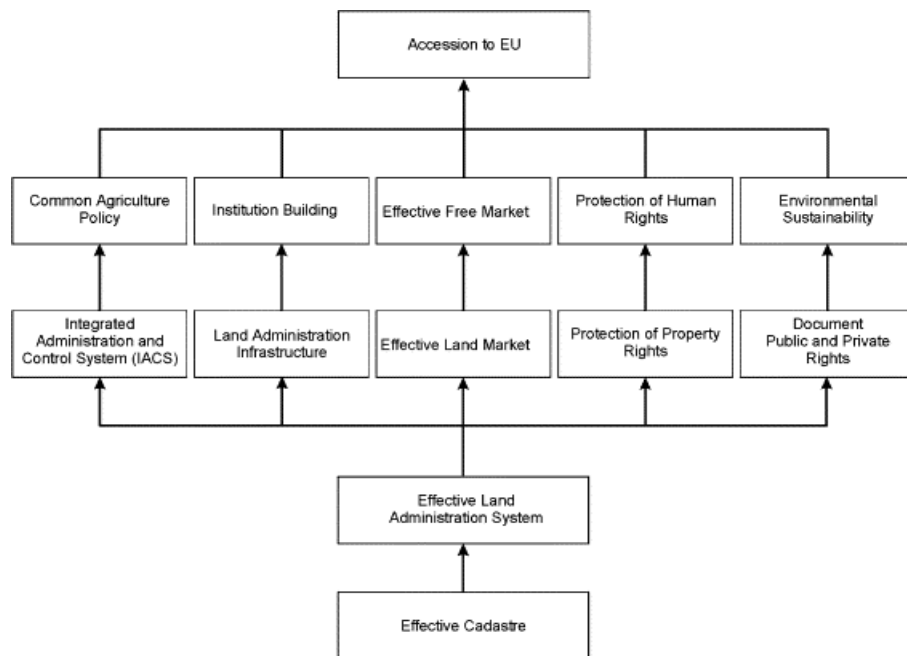 Accession to EU
Common Agriculture
Policy
Institution Building
Effective Free Market
Protection of Human
Rights
Environmental
Sustainability
Integrated
Administration and
Control System (IACS)
Land Administration
Infrastructure
Effective Land Market
Protection of Property
Rights
Document
Public and Private
Rights
Effective Land
Administration System
Effective Cadastre